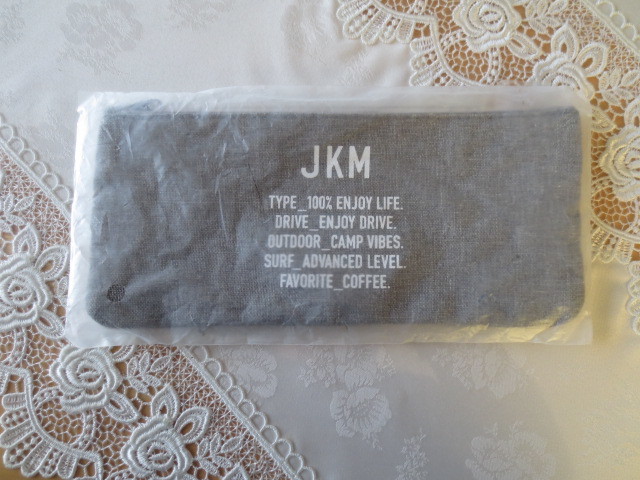 JKM
TYPE_100% ENJOY LIFE.
DRIVE_ENJOY DRIVE.
OUTDOOR_CAMP VIBES.
SURF_ADVANCED LEVEL.
FAVORITE_COFFEE.